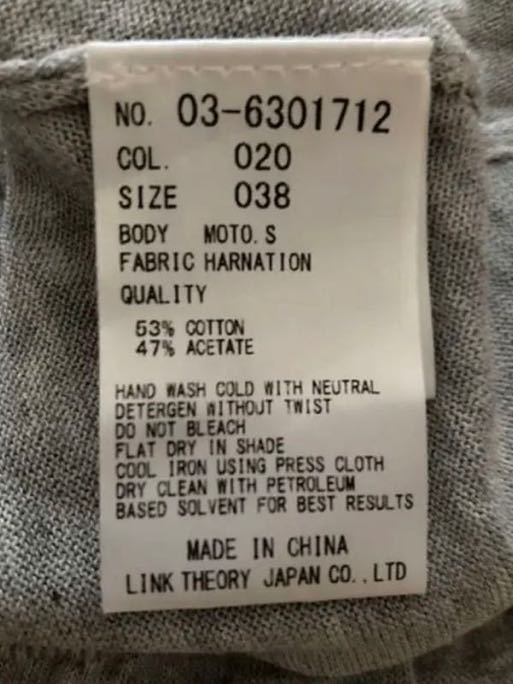 NO. 03-6301712
COL. 020
SIZE 038
BODY MOTO. S
FABRIC HARNATION
QUALITY
53% COTTON
47% ACETATE
HAND WASH COLD WITH NEUTRAL
DETERGEN WITHOUT TWIST
DO NOT BLEACH
FLAT DRY IN SHADE
COOL IRON USING PRESS CLOTH
DRY CLEAN WITH PETROLEUM
BASED SOLVENT FOR BEST RESULTS
MADE IN CHINA
LINK THEORY JAPAN CO., LTD